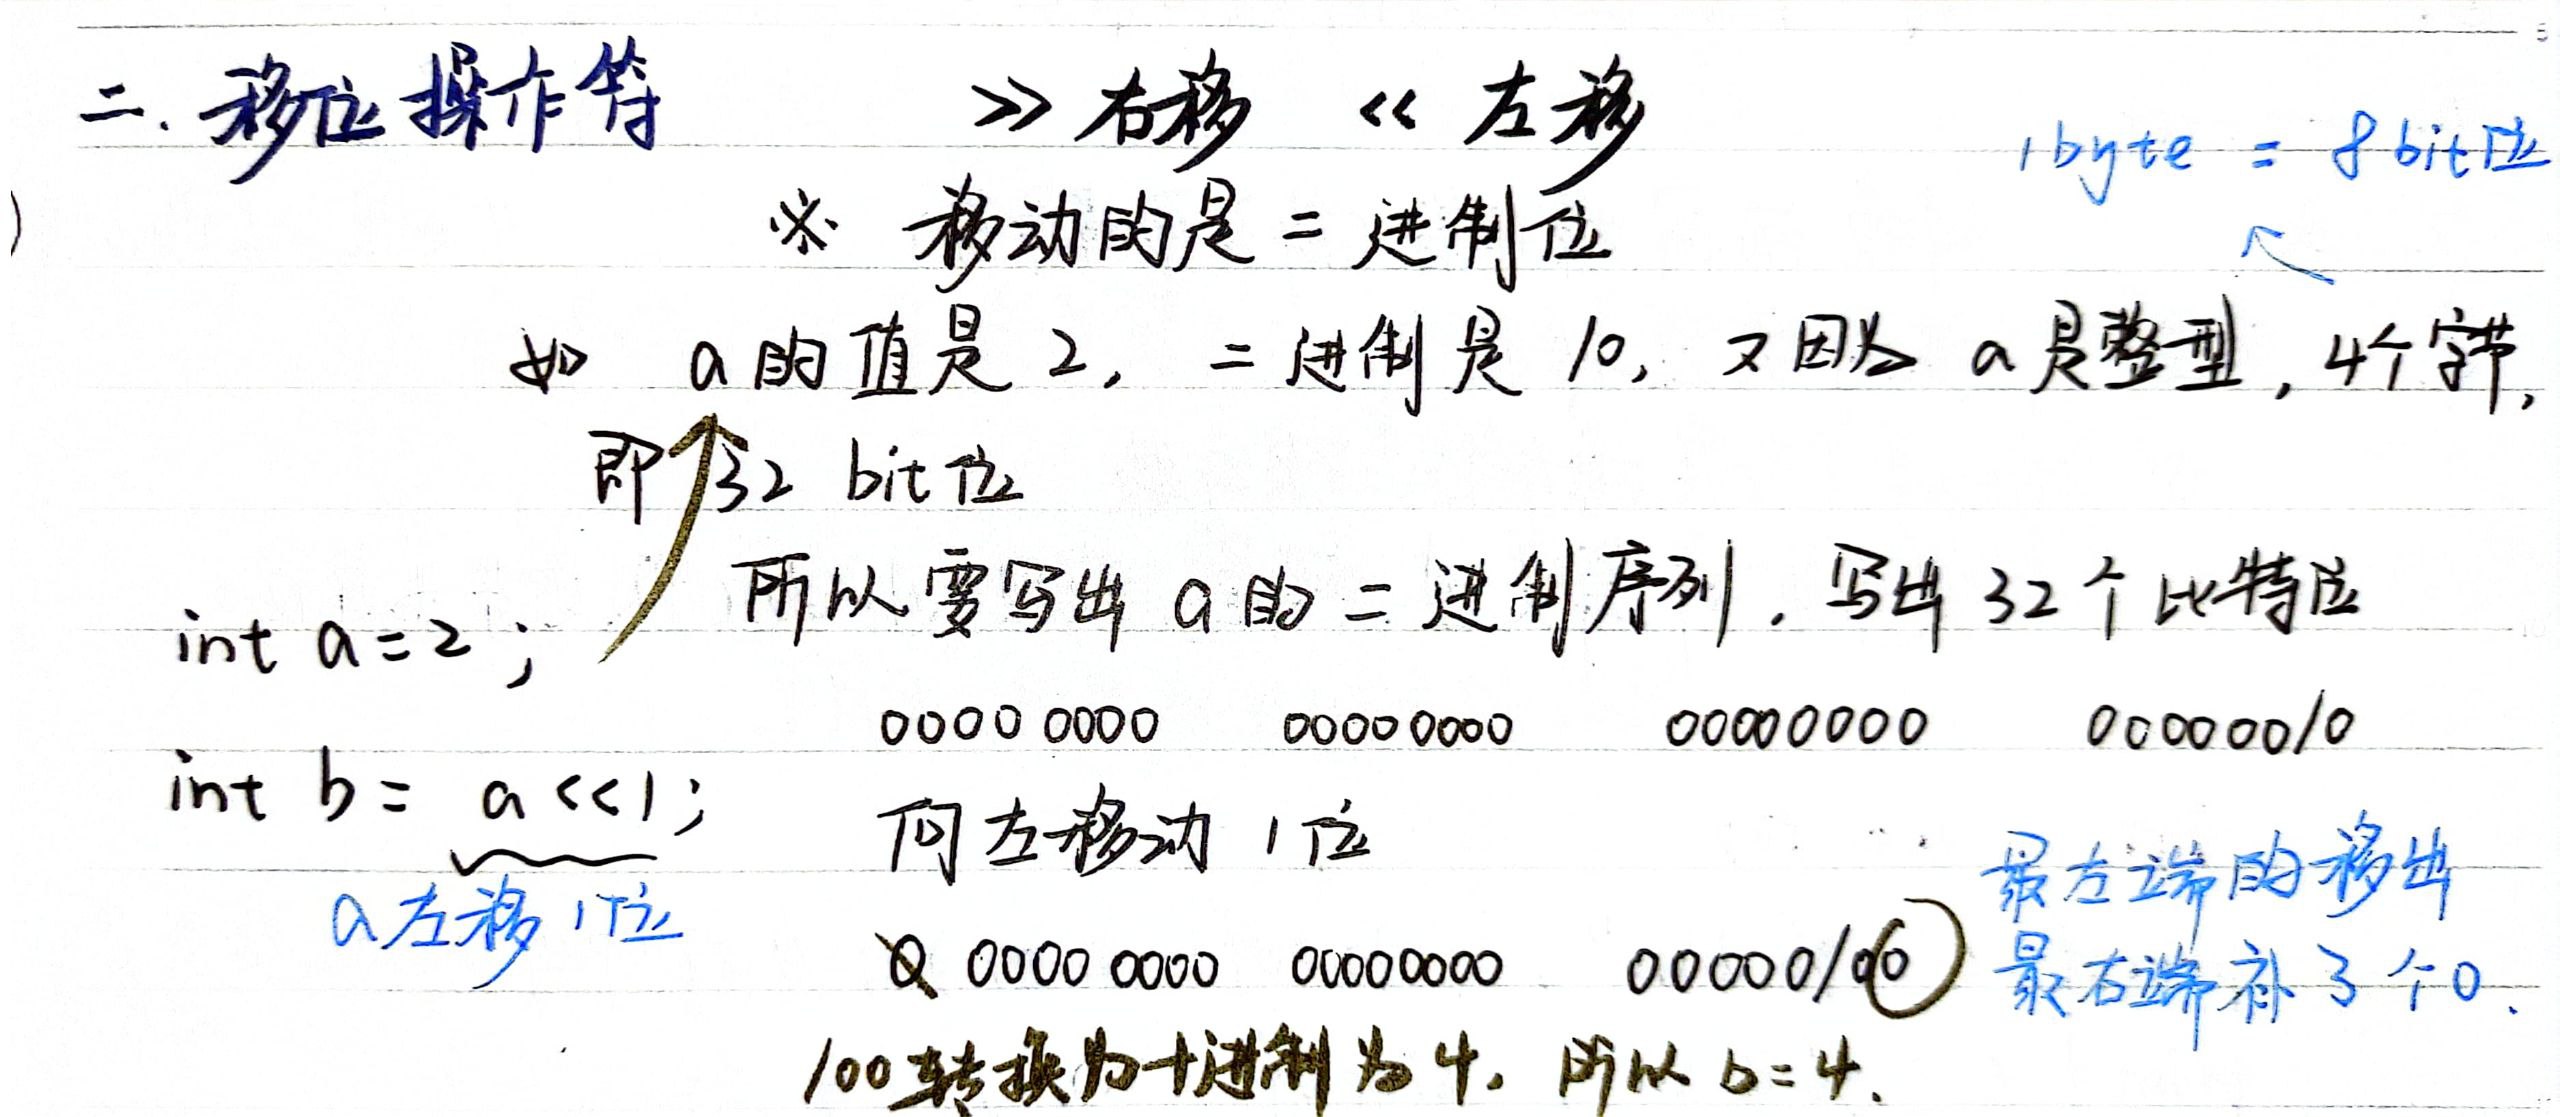 二. 移位操作符 >> 右移 << 左移
1byte = 8bit位
※ 移动的是二进制位
如 a的值是2, 二进制是10, 又因为 a是整型, 4个字节,
即32 bit位
所以要写出a的二进制序列. 写出32个比特位
int a=2;
0000 0000 0000 0000 00000000 00000010
int b= a<<1;
向左移动1位
a左移1位
最左端的移出
0 0000 0000 00000000 00000100
最右端补了个0.
100转换为十进制为4. 所以b=4.